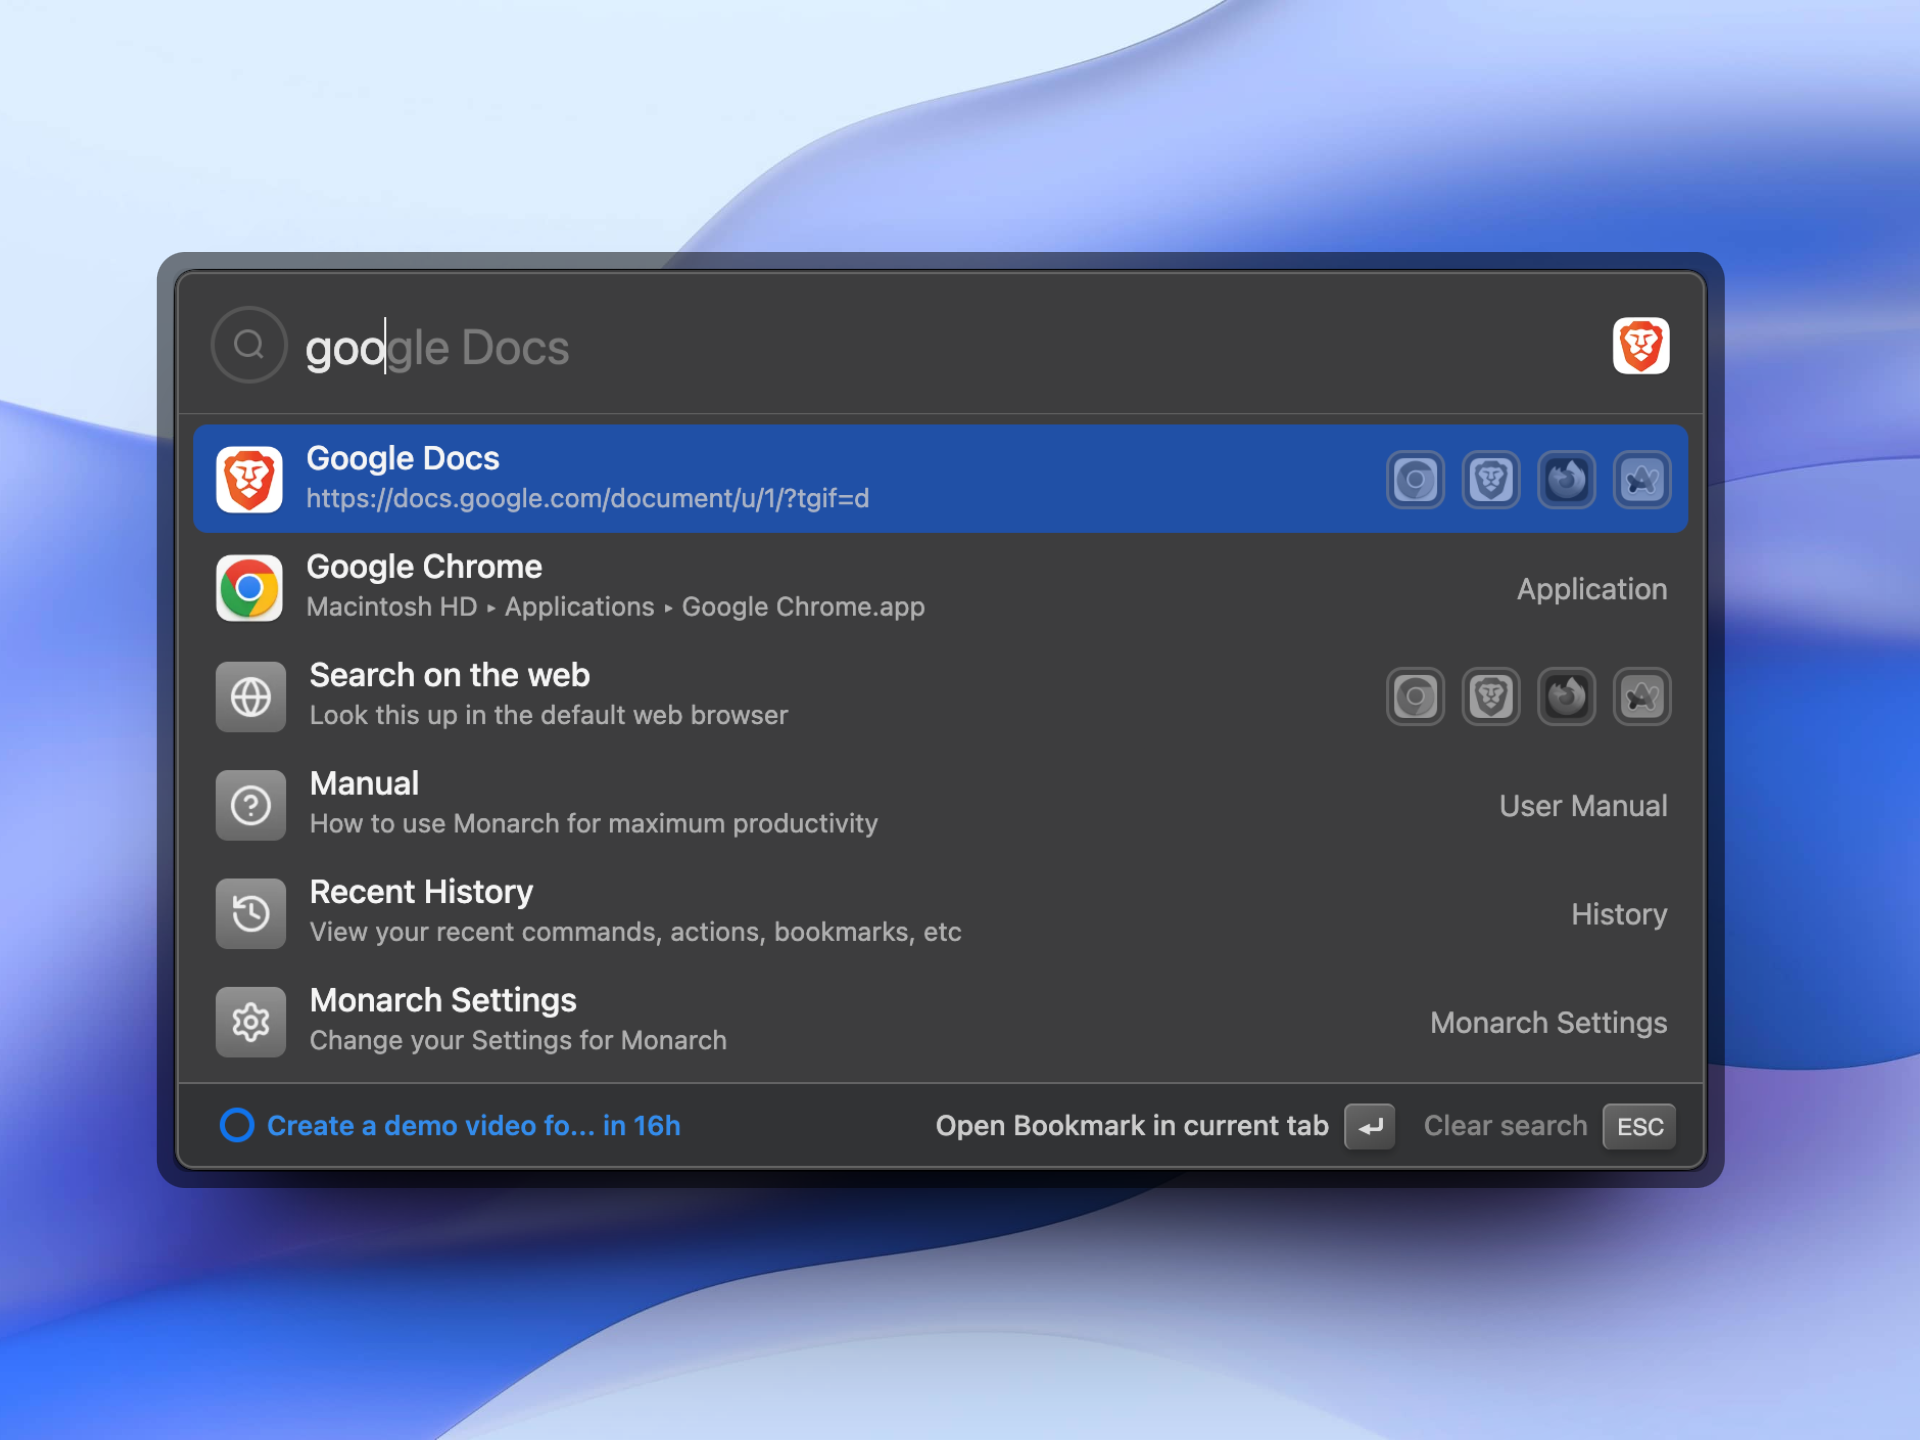 google Docs
Google Docs
https://docs.google.com/document/u/1/?tgif=d
Google Chrome
Macintosh HD ▸ Applications ▸ Google Chrome.app
Application
Search on the web
Look this up in the default web browser
Manual
How to use Monarch for maximum productivity
User Manual
Recent History
View your recent commands, actions, bookmarks, etc
History
Monarch Settings
Change your Settings for Monarch
Monarch Settings
Create a demo video fo... in 16h
Open Bookmark in current tab
Clear search ESC